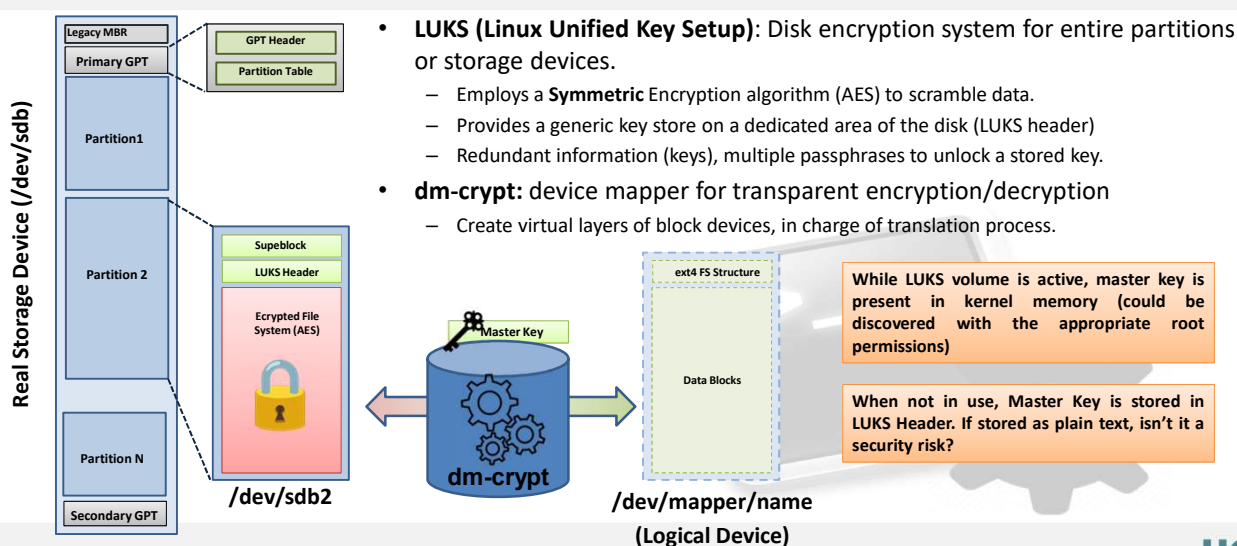 Real Storage Device (/dev/sdb)
Legacy MBR
Primary GPT
Partition1
Partition 2
Partition N
Secondary GPT
GPT Header
Partition Table
• LUKS (Linux Unified Key Setup): Disk encryption system for entire partitions
or storage devices.
– Employs a Symmetric Encryption algorithm (AES) to scramble data.
– Provides a generic key store on a dedicated area of the disk (LUKS header)
– Redundant information (keys), multiple passphrases to unlock a stored key.
• dm-crypt: device mapper for transparent encryption/decryption
– Create virtual layers of block devices, in charge of translation process.
Supeblock
LUKS Header
Ecrypted File
System (AES)
/dev/sdb2
Master Key
dm-crypt
ext4 FS Structure
Data Blocks
/dev/mapper/name
(Logical Device)
While LUKS volume is active, master key is
present in kernel memory (could be
discovered with the appropriate root
permissions)
When not in use, Master Key is stored in
LUKS Header. If stored as plain text, isn't it a
security risk?